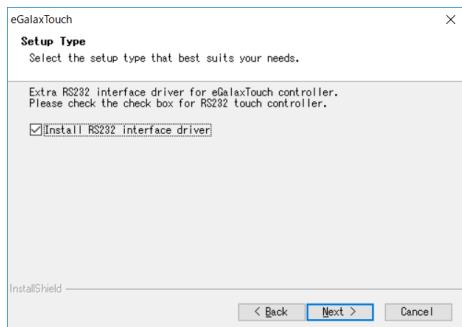 eGalaxTouch
Setup Type
Select the setup type that best suits your needs.
Extra RS232 interface driver for eGalaxTouch controller.
Please check the check box for RS232 touch controller.
Install RS232 interface driver
InstallShield
< Back
Next >
Cancel